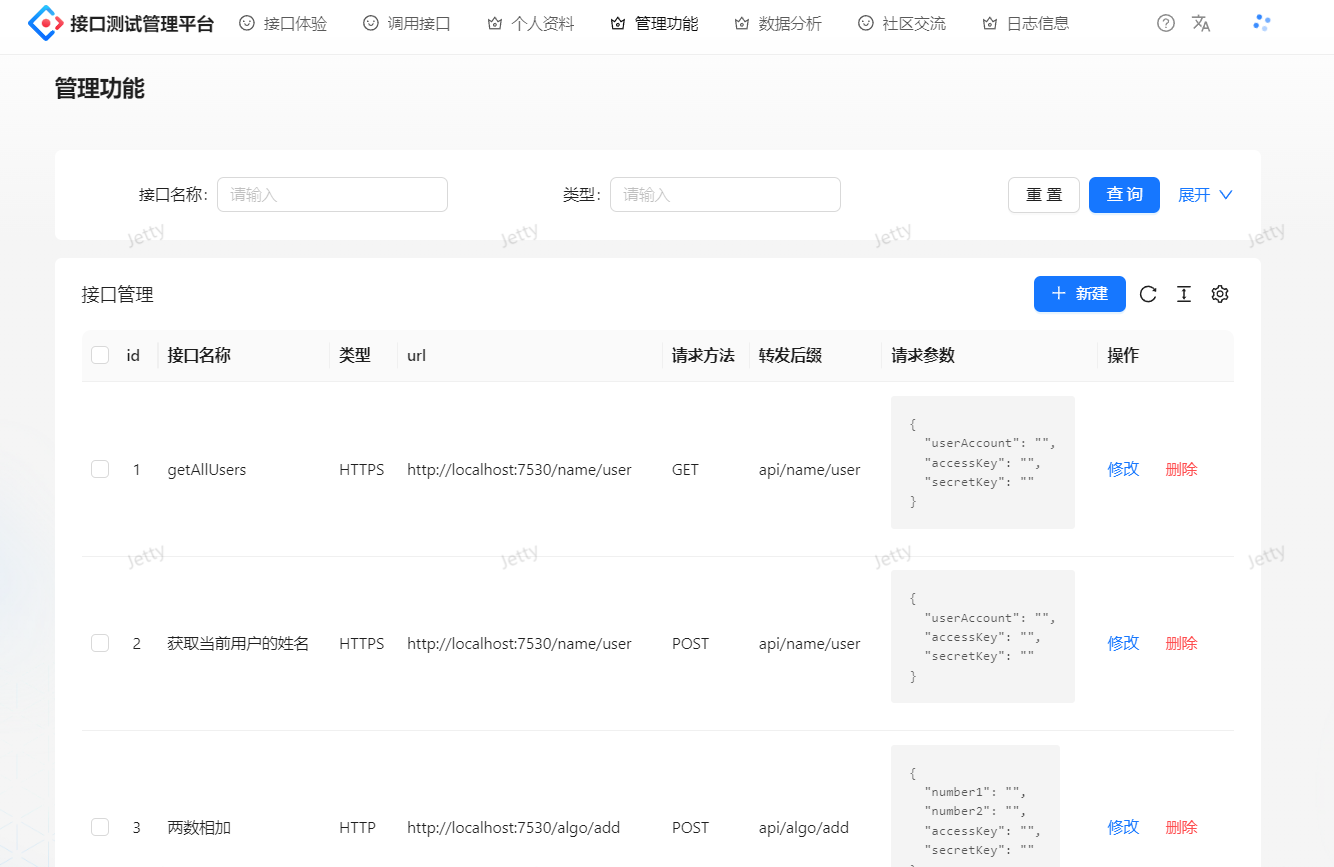 接口测试管理平台 接口体验 调用接口 个人资料 管理功能 数据分析 社区交流 日志信息
管理功能
接口名称: 请输入 类型: 请输入 重 置 查 询 展开
Jetty Jetty Jetty Jetty
接口管理 新建
id 接口名称 类型 url 请求方法 转发后缀 请求参数 操作
{
"userAccount": "",
"accessKey": "",
1 getAllUsers HTTPS http://localhost:7530/name/user GET api/name/user 修改 删除
"secretKey": ""
}
Jetty Jetty Jetty Jetty
{
"userAccount": "",
"accessKey": "",
2 获取当前用户的姓名 HTTPS http://localhost:7530/name/user POST api/name/user 修改 删除
"secretKey": ""
}
{
"number1": "",
"number2": "",
3 两数相加 HTTP http://localhost:7530/algo/add POST api/algo/add 修改 删除
"accessKey": "",
"secretKey": ""